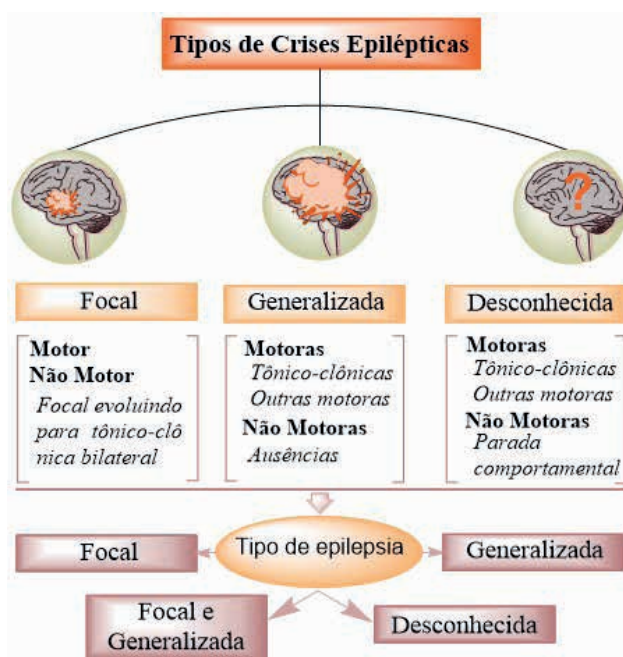 Tipos de Crises Epilépticas
?
Focal
Motor
Não Motor
Focal evoluindo
para tônico-clô
nica bilateral
Generalizada
Motoras
Tônico-clônicas
Outras motoras
Não Motoras
Ausências
Desconhecida
Motoras
Tônico-clônicas
Outras motoras
Não Motoras
Parada
comportamental
Tipo de epilepsia
Focal
Generalizada
Focal e
Generalizada
Desconhecida